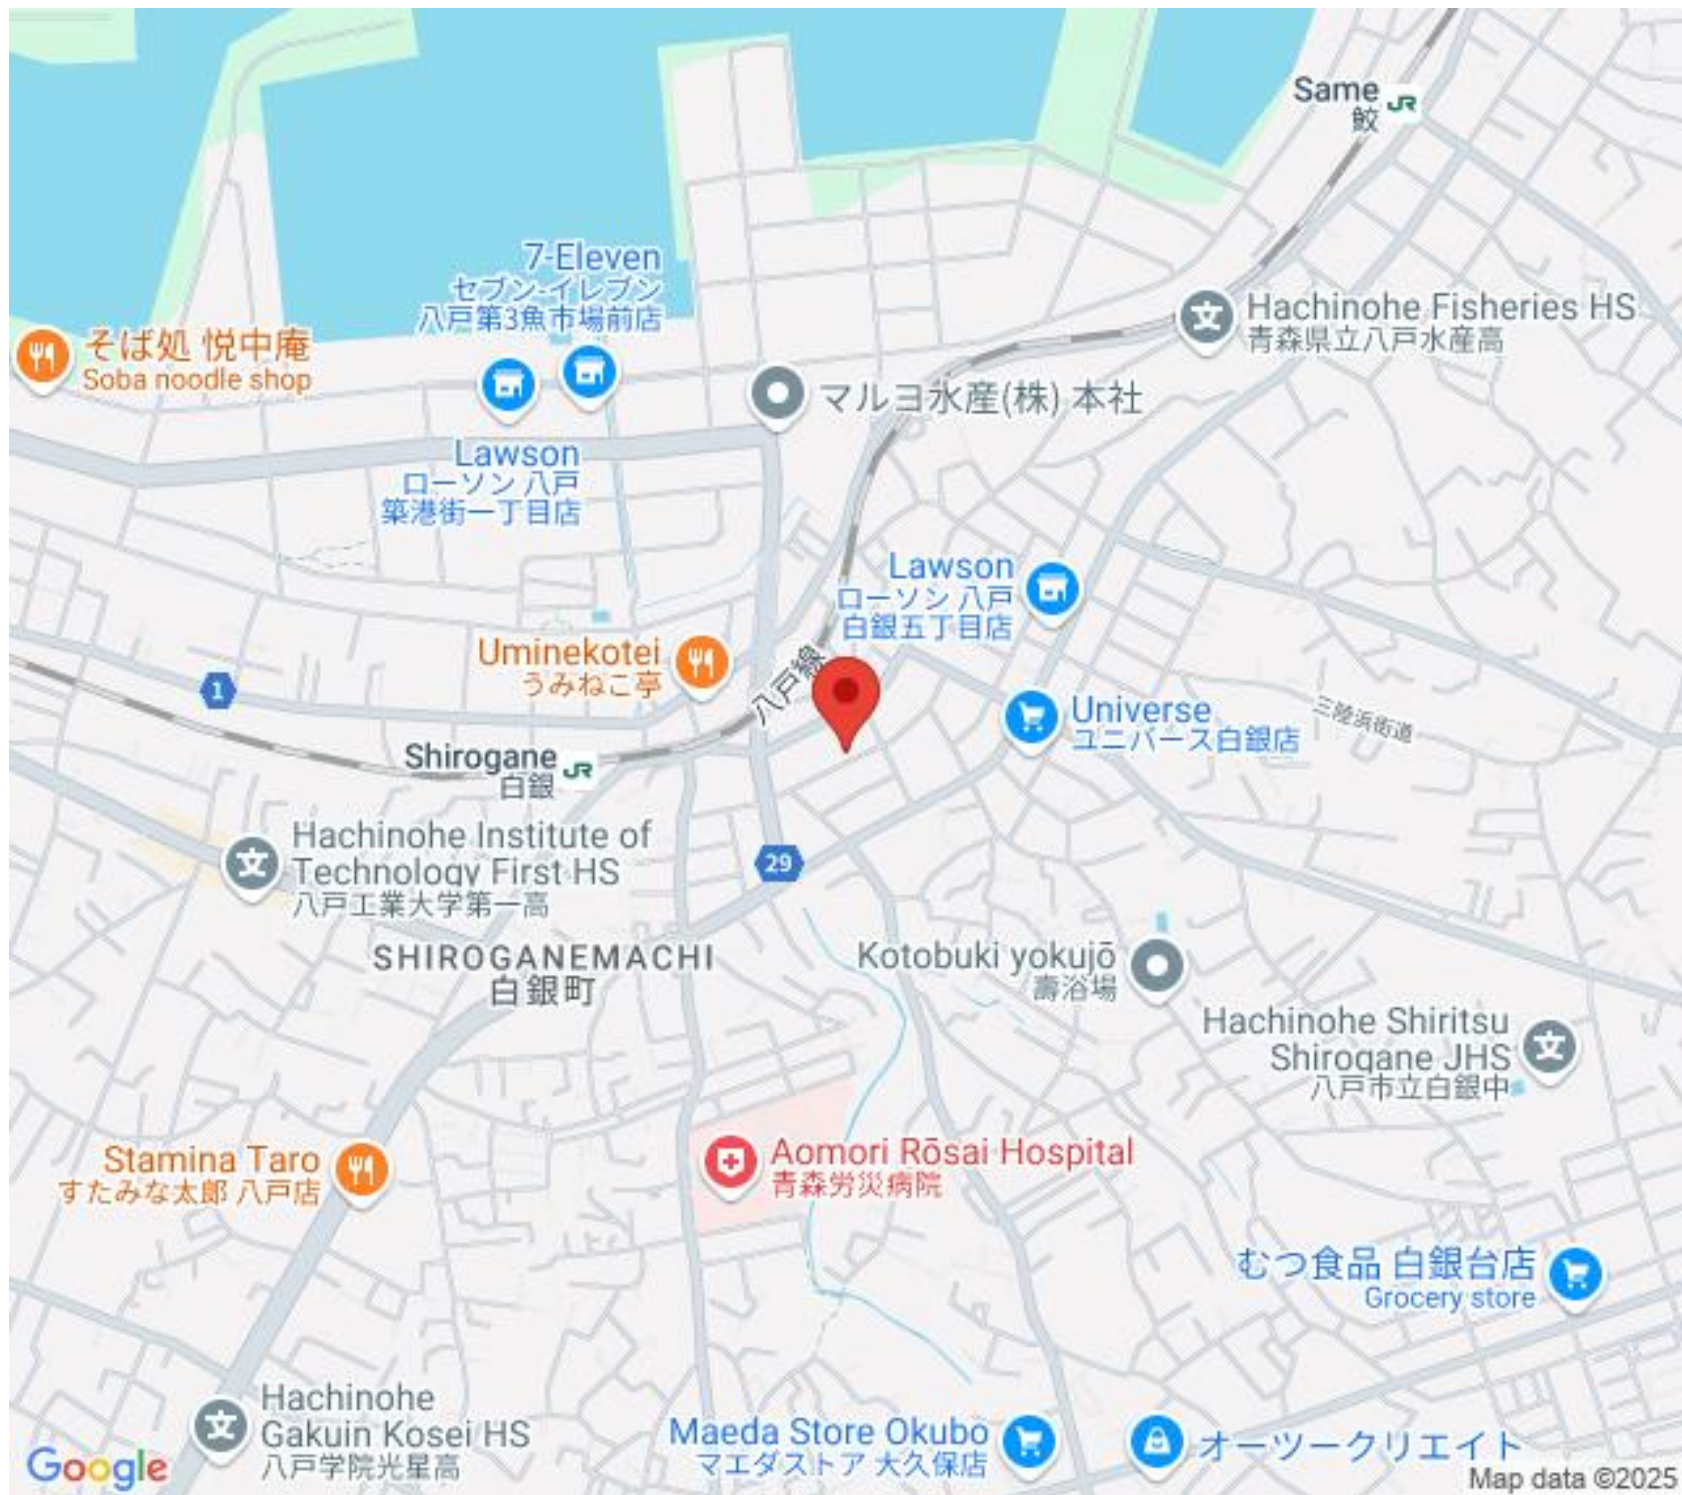 Same
鮫
7-Eleven
セブン-イレブン
八戸第3魚市場前店
Hachinohe Fisheries HS
青森県立八戸水産高
そば処 悦中庵
Soba noodle shop
マルヨ水産(株) 本社
Lawson
ローソン 八戸
築港街一丁目店
Lawson
ローソン 八戸
白銀五丁目店
Uminekotei
うみねこ亭
八戸線
1
Universe
ユニバース白銀店
三陸浜街道
Shirogane
白銀
Hachinohe Institute of
Technology First HS
八戸工業大学第一高
29
SHIROGANEMACHI
白銀町
Kotobuki yokujō
壽浴場
Hachinohe Shiritsu
Shirogane JHS
八戸市立白銀中
Stamina Taro
すたみな太郎 八戸店
Aomori Rōsai Hospital
青森労災病院
むつ食品 白銀台店
Grocery store
Hachinohe
Gakuin Kosei HS
八戸学院光星高
Maeda Store Okubo
マエダストア 大久保店
オーツークリエイト
Google
Map data ©2025